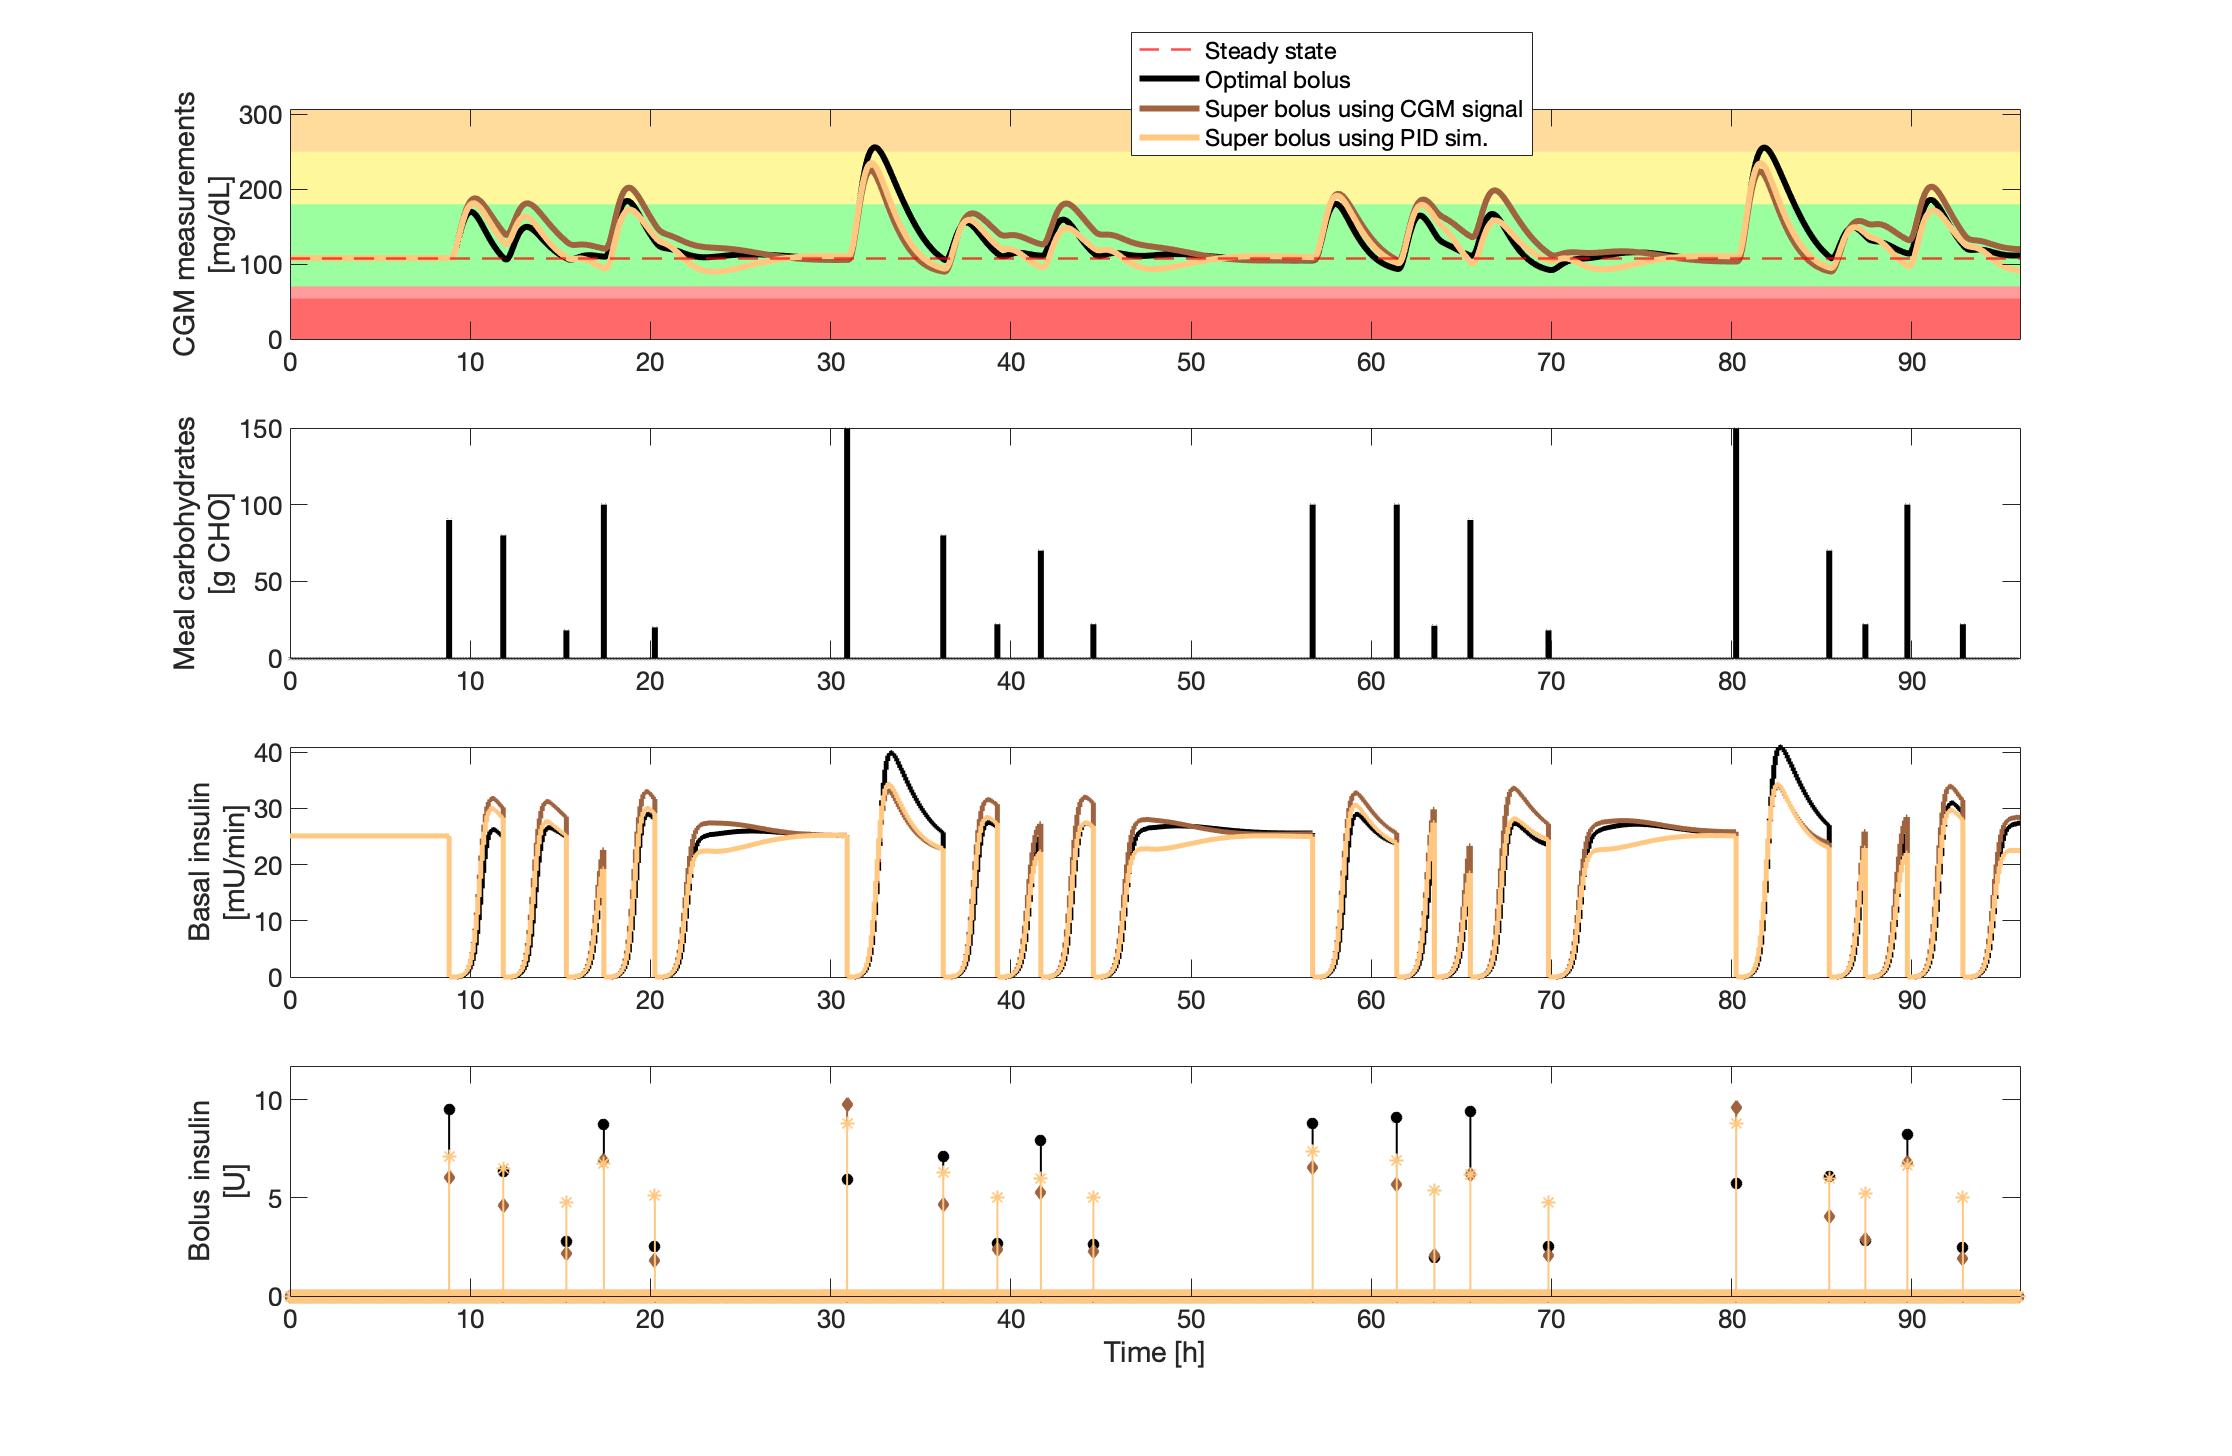 Steady state
Optimal bolus
Super bolus using CGM signal
Super bolus using PID sim.
CGM measurements
[mg/dL]
300
200
100
0
0 10 20 30 40 50 60 70 80 90
Meal carbohydrates
[g CHO]
150
100
50
0
0 10 20 30 40 50 60 70 80 90
Basal insulin
[mU/min]
40
30
20
10
0
0 10 20 30 40 50 60 70 80 90
Bolus insulin
[U]
10
5
0
0 10 20 30 40 50 60 70 80 90
Time [h]